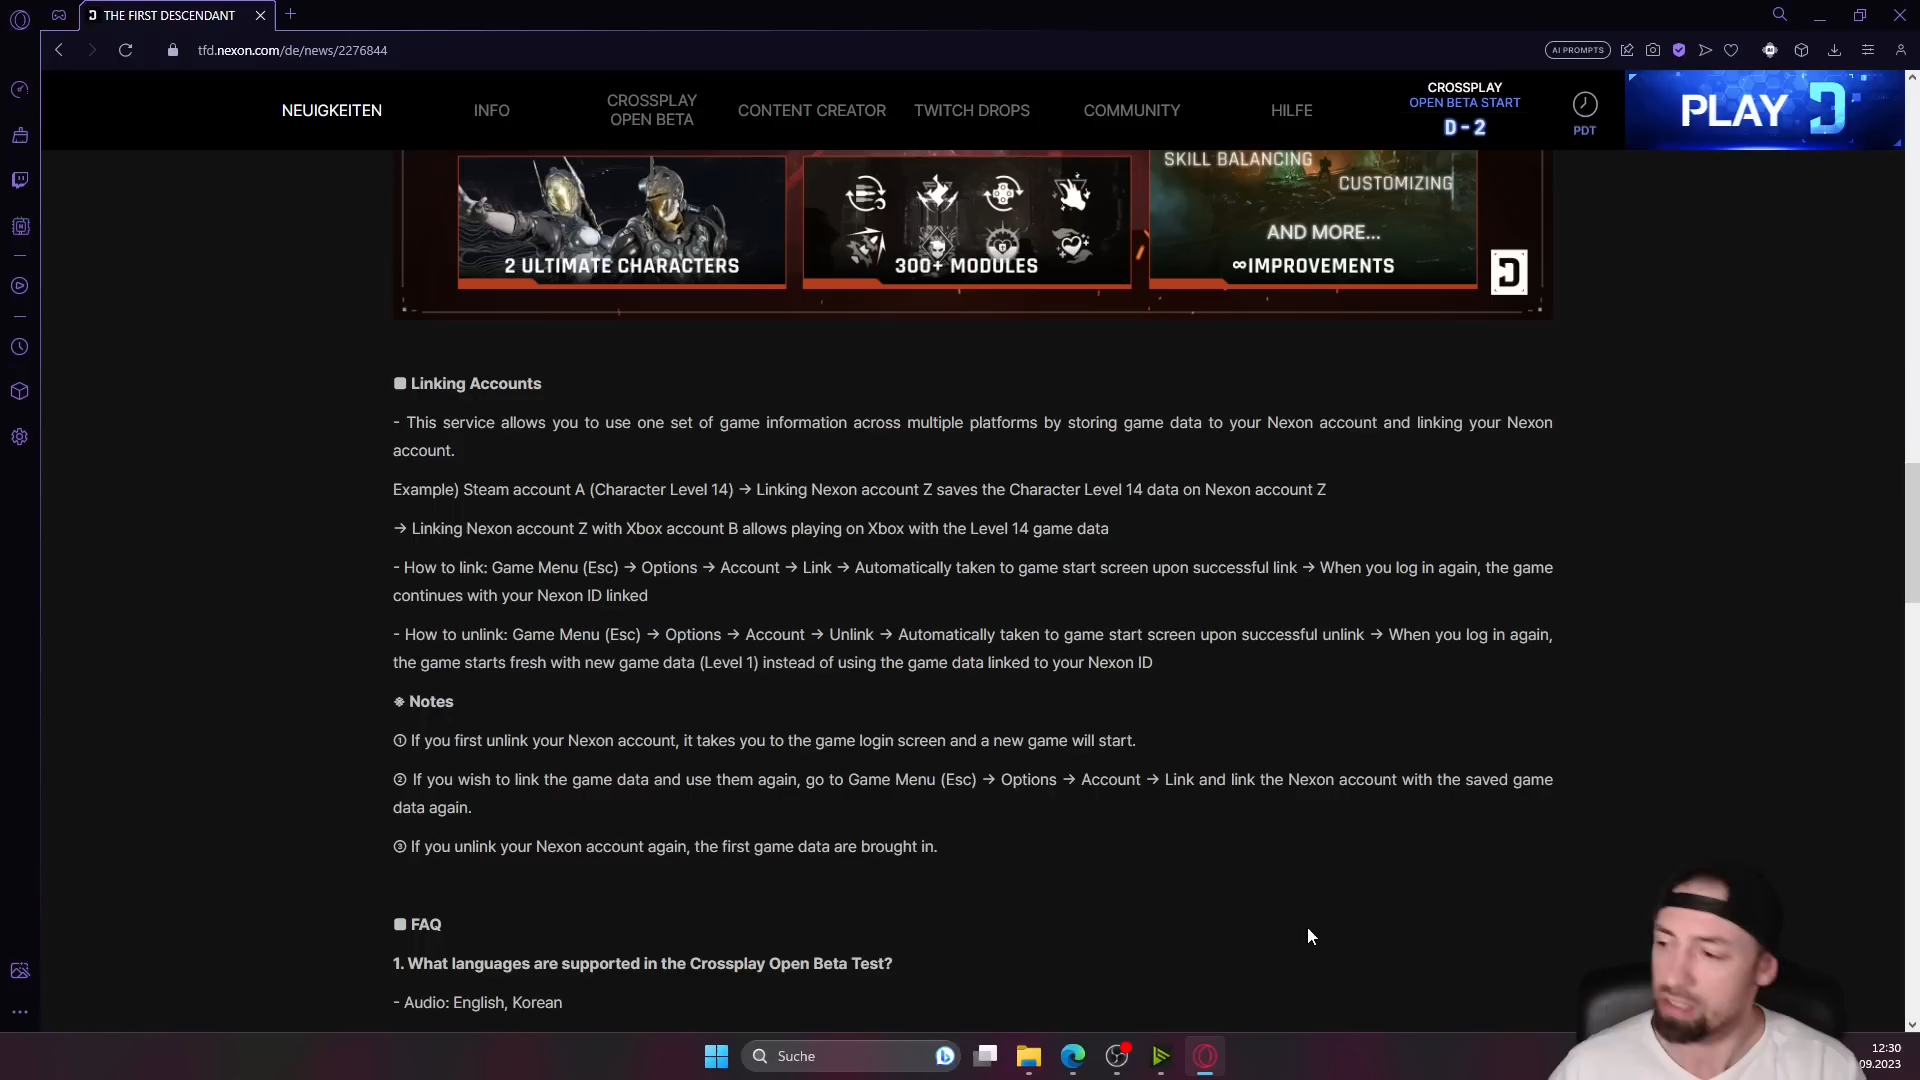 THE FIRST DESCENDANT
tfd.nexon.com/de/news/2276844
AI PROMPTS
NEUIGKEITEN
INFO
CROSSPLAY
OPEN BETA
CONTENT CREATOR
TWITCH DROPS
COMMUNITY
HILFE
CROSSPLAY
OPEN BETA START
D - 2
PDT
PLAY
SKILL BALANCING
CUSTOMIZING
AND MORE...
2 ULTIMATE CHARACTERS
300+ MODULES
∞IMPROVEMENTS
■ Linking Accounts
- This service allows you to use one set of game information across multiple platforms by storing game data to your Nexon account and linking your Nexon
account.
Example) Steam account A (Character Level 14) → Linking Nexon account Z saves the Character Level 14 data on Nexon account Z
→ Linking Nexon account Z with Xbox account B allows playing on Xbox with the Level 14 game data
- How to link: Game Menu (Esc) → Options → Account → Link → Automatically taken to game start screen upon successful link → When you log in again, the game
continues with your Nexon ID linked
- How to unlink: Game Menu (Esc) → Options → Account → Unlink → Automatically taken to game start screen upon successful unlink → When you log in again,
the game starts fresh with new game data (Level 1) instead of using the game data linked to your Nexon ID
※ Notes
① If you first unlink your Nexon account, it takes you to the game login screen and a new game will start.
② If you wish to link the game data and use them again, go to Game Menu (Esc) → Options → Account → Link and link the Nexon account with the saved game
data again.
③ If you unlink your Nexon account again, the first game data are brought in.
■ FAQ
1. What languages are supported in the Crossplay Open Beta Test?
- Audio: English, Korean
Suche
12:30
09.2023